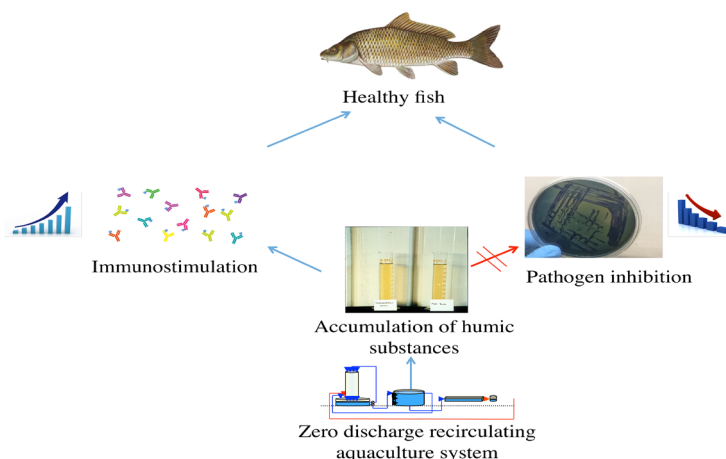 Healthy fish
Immunostimulation
Pathogen inhibition
Accumulation of humic
substances
Zero discharge recirculating
aquaculture system